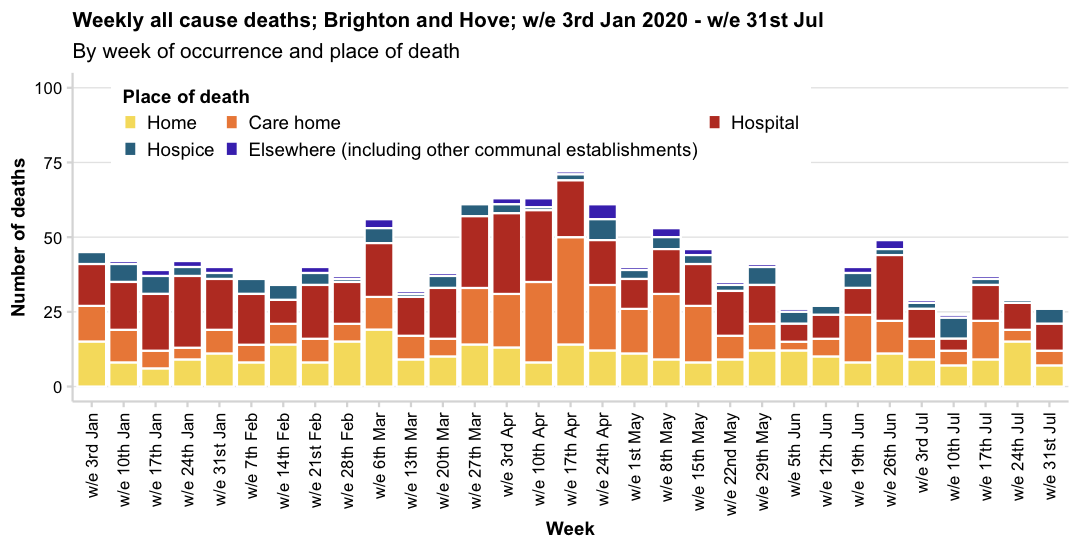 Weekly all cause deaths; Brighton and Hove; w/e 3rd Jan 2020 - w/e 31st Jul
By week of occurrence and place of death
Number of deaths
100
75
50
25
0
Place of death
Home Care home Hospital
Hospice Elsewhere (including other communal establishments)
w/e 3rd Jan
w/e 10th Jan
w/e 17th Jan
w/e 24th Jan
w/e 31st Jan
w/e 7th Feb
w/e 14th Feb
w/e 21st Feb
w/e 28th Feb
w/e 6th Mar
w/e 13th Mar
w/e 20th Mar
w/e 27th Mar
w/e 3rd Apr
w/e 10th Apr
w/e 17th Apr
w/e 24th Apr
w/e 1st May
w/e 8th May
w/e 15th May
w/e 22nd May
w/e 29th May
w/e 5th Jun
w/e 12th Jun
w/e 19th Jun
w/e 26th Jun
w/e 3rd Jul
w/e 10th Jul
w/e 17th Jul
w/e 24th Jul
w/e 31st Jul
Week